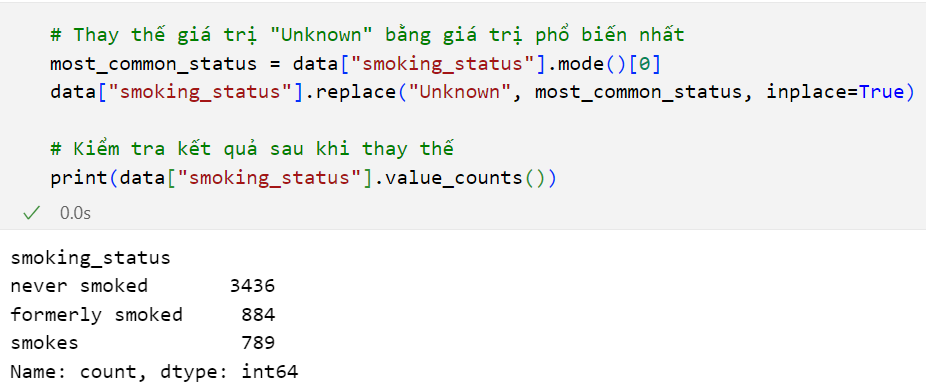 # Thay thế giá trị "Unknown" bằng giá trị phổ biến nhất
most_common_status = data["smoking_status"].mode()[0]
data["smoking_status"].replace("Unknown", most_common_status, inplace=True)
# Kiểm tra kết quả sau khi thay thế
print(data["smoking_status"].value_counts())
0.0s
smoking_status
never smoked       3436
formerly smoked     884
smokes              789
Name: count, dtype: int64